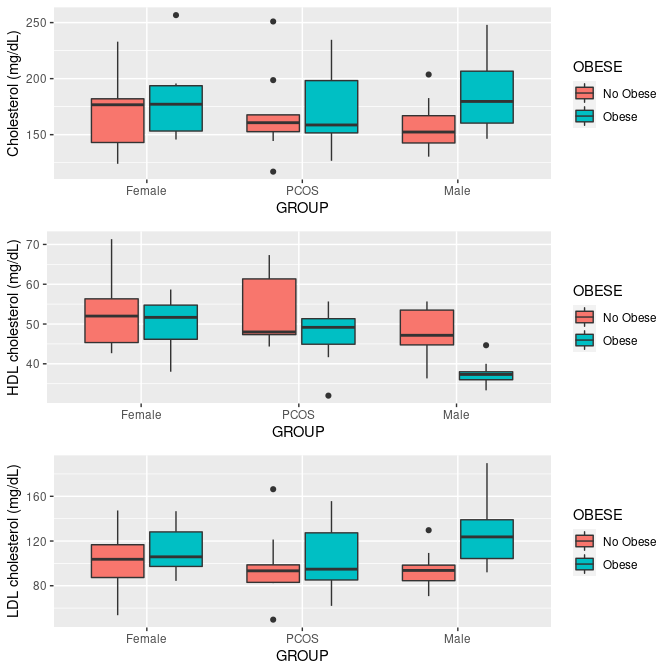 Cholesterol (mg/dL)
250
200
150
Female
PCOS
Male
GROUP
OBESE
No Obese
Obese
HDL cholesterol (mg/dL)
70
60
50
40
Female
PCOS
Male
GROUP
OBESE
No Obese
Obese
LDL cholesterol (mg/dL)
160
120
80
Female
PCOS
Male
GROUP
OBESE
No Obese
Obese